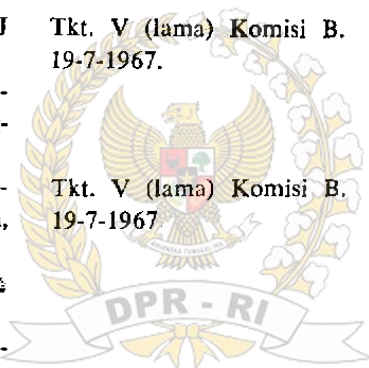 J Tkt. V (lama) Komisi B.
19-7-1967.
-
-
- Tkt. V (lama) Komisi B.
, 19-7-1967
DPR - RI
-